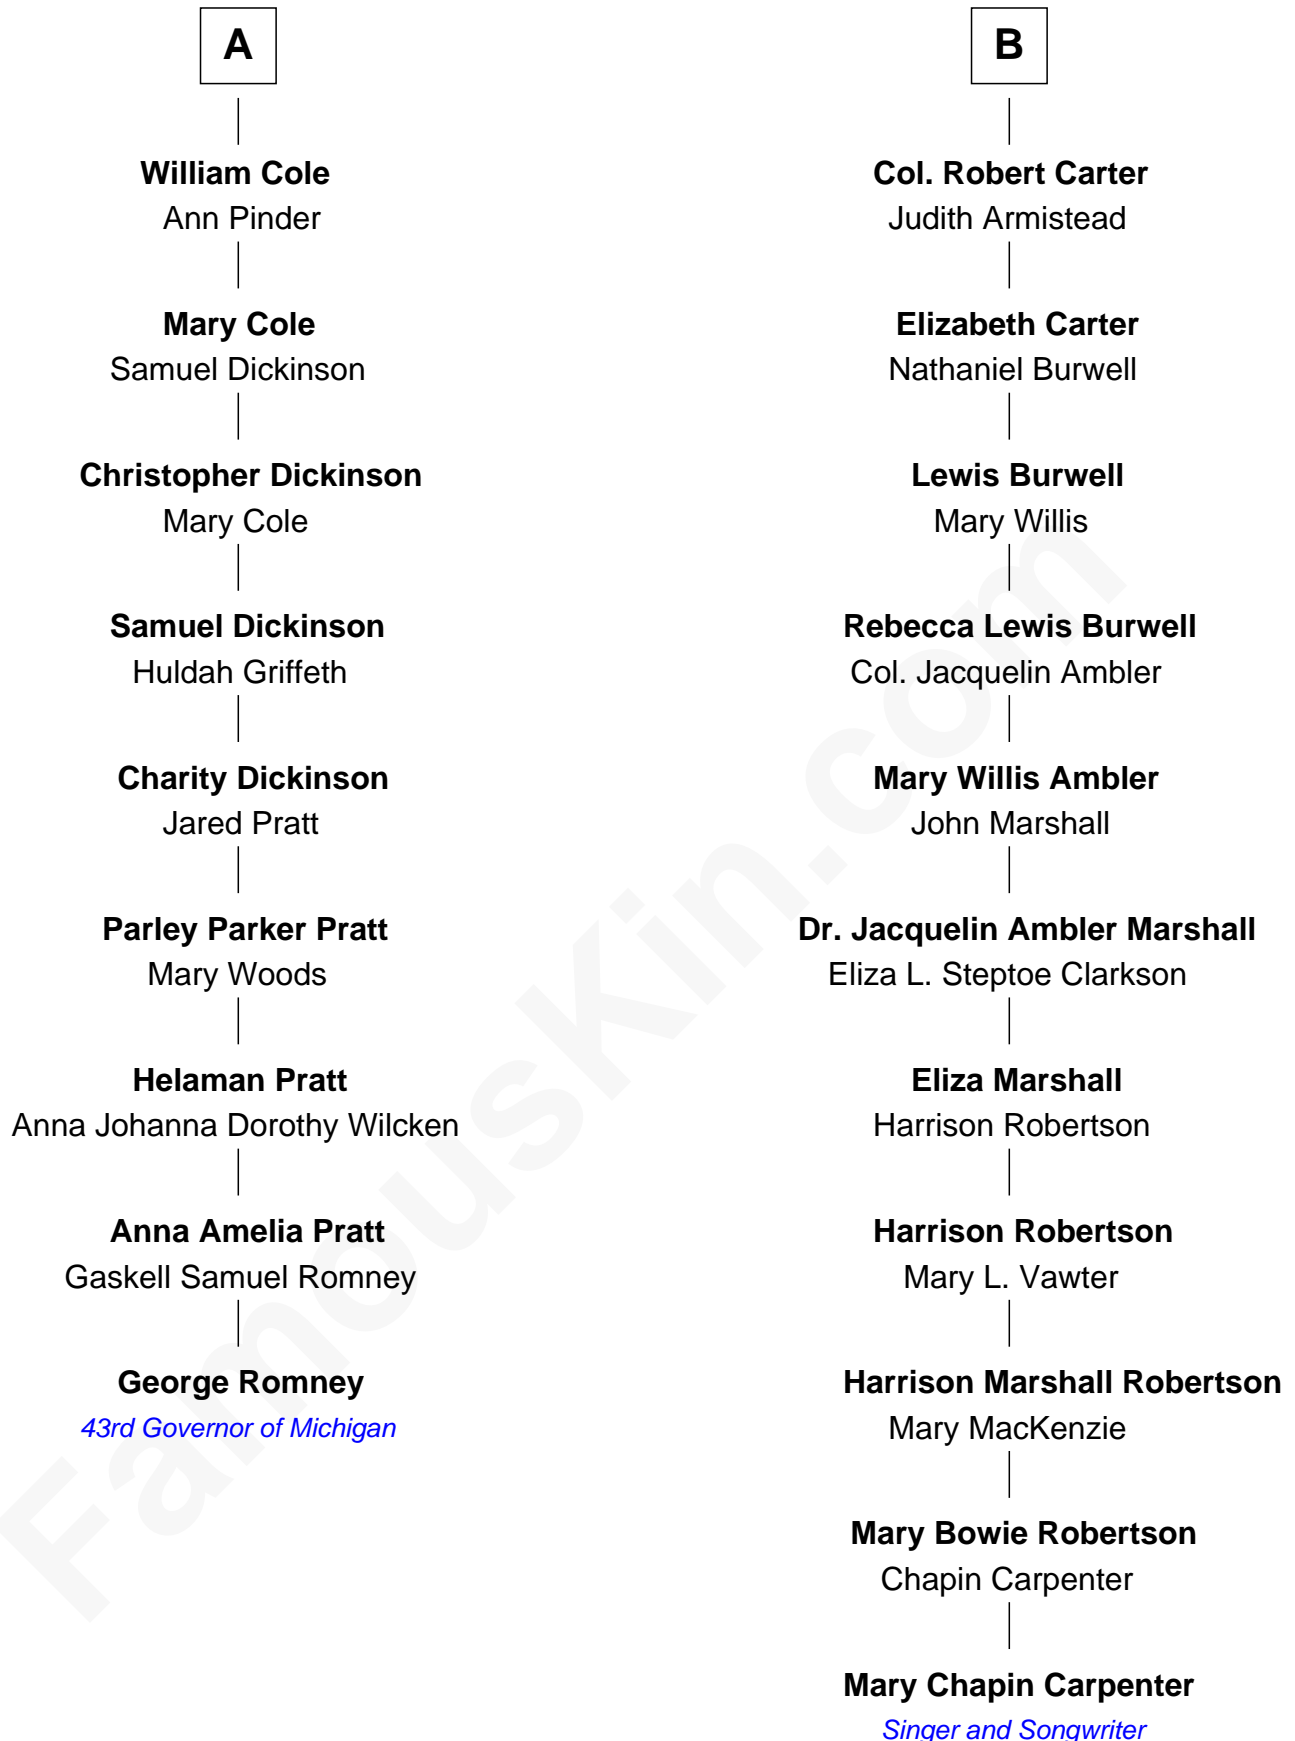 A
William Cole
Ann Pinder
Mary Cole
Samuel Dickinson
Christopher Dickinson
Mary Cole
Samuel Dickinson
Huldah Griffeth
Charity Dickinson
Jared Pratt
Parley Parker Pratt
Mary Woods
Helaman Pratt
Anna Johanna Dorothy Wilcken
Anna Amelia Pratt
Gaskell Samuel Romney
George Romney
43rd Governor of Michigan
B
Col. Robert Carter
Judith Armistead
Elizabeth Carter
Nathaniel Burwell
Lewis Burwell
Mary Willis
Rebecca Lewis Burwell
Col. Jacquelin Ambler
Mary Willis Ambler
John Marshall
Dr. Jacquelin Ambler Marshall
Eliza L. Steptoe Clarkson
Eliza Marshall
Harrison Robertson
Harrison Robertson
Mary L. Vawter
Harrison Marshall Robertson
Mary MacKenzie
Mary Bowie Robertson
Chapin Carpenter
Mary Chapin Carpenter
Singer and Songwriter
FamousKin.com